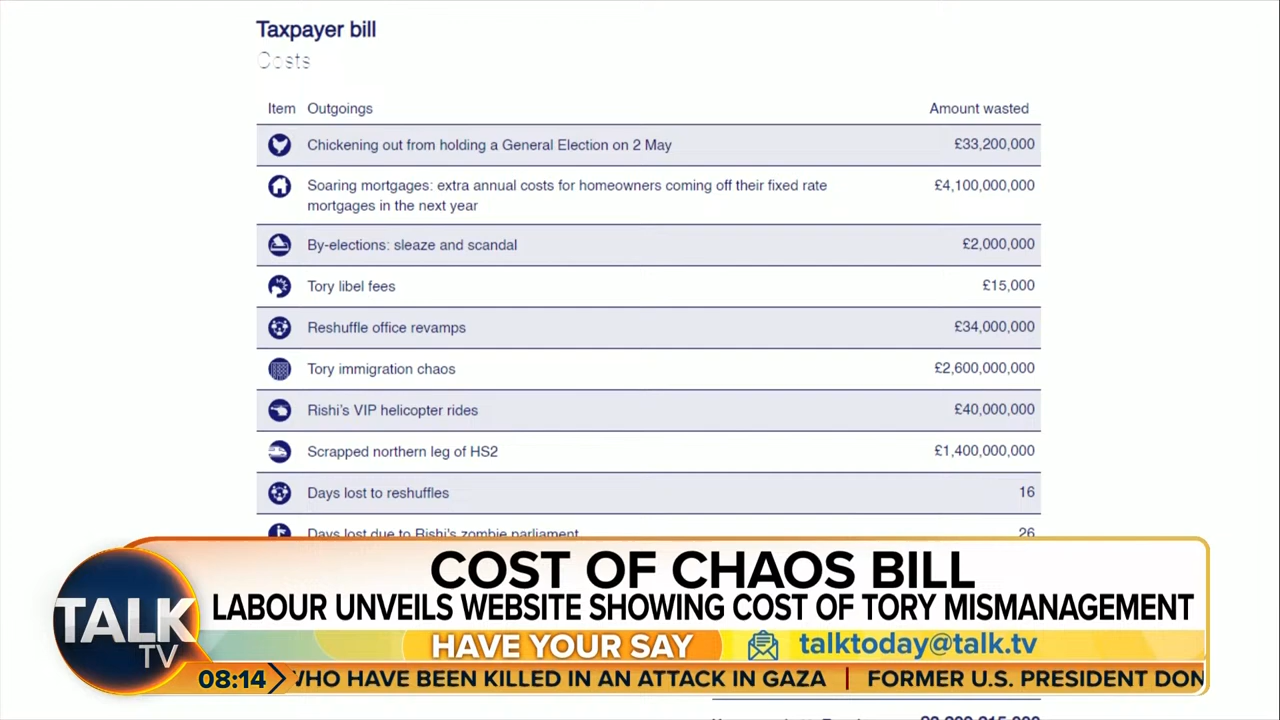 Taxpayer bill
Costs
Item Outgoings Amount wasted
Chickening out from holding a General Election on 2 May £33,200,000
Soaring mortgages: extra annual costs for homeowners coming off their fixed rate £4,100,000,000
mortgages in the next year
By-elections: sleaze and scandal £2,000,000
Tory libel fees £15,000
Reshuffle office revamps £34,000,000
Tory immigration chaos £2,600,000,000
Rishi's VIP helicopter rides £40,000,000
Scrapped northern leg of HS2 £1,400,000,000
Days lost to reshuffles 16
Days lost due to Rishi's zombie parliament 26
COST OF CHAOS BILL
LABOUR UNVEILS WEBSITE SHOWING COST OF TORY MISMANAGEMENT
TALK
TV
HAVE YOUR SAY talktoday@talk.tv
08:14 WHO HAVE BEEN KILLED IN AN ATTACK IN GAZA | FORMER U.S. PRESIDENT DON